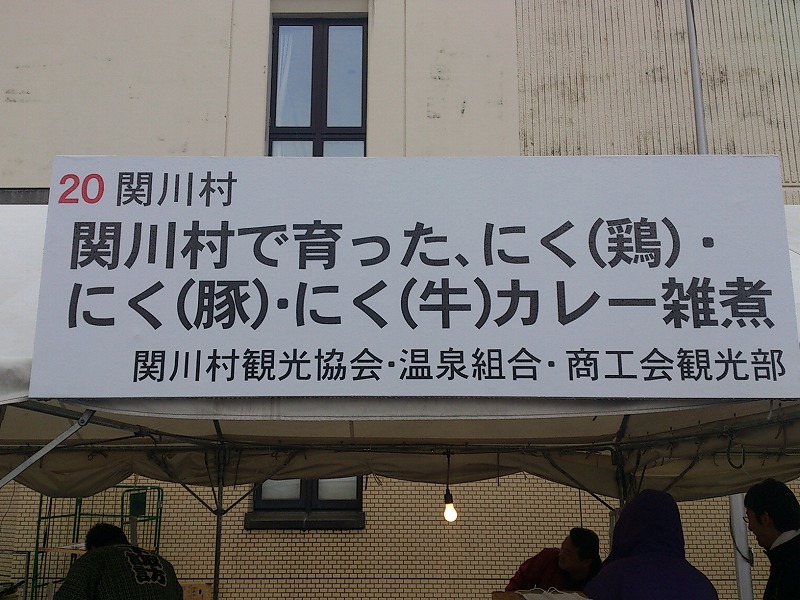 20 関川村
関川村で育った、にく(鶏)・
にく(豚)・にく(牛)カレー雑煮
関川村観光協会・温泉組合・商工会観光部